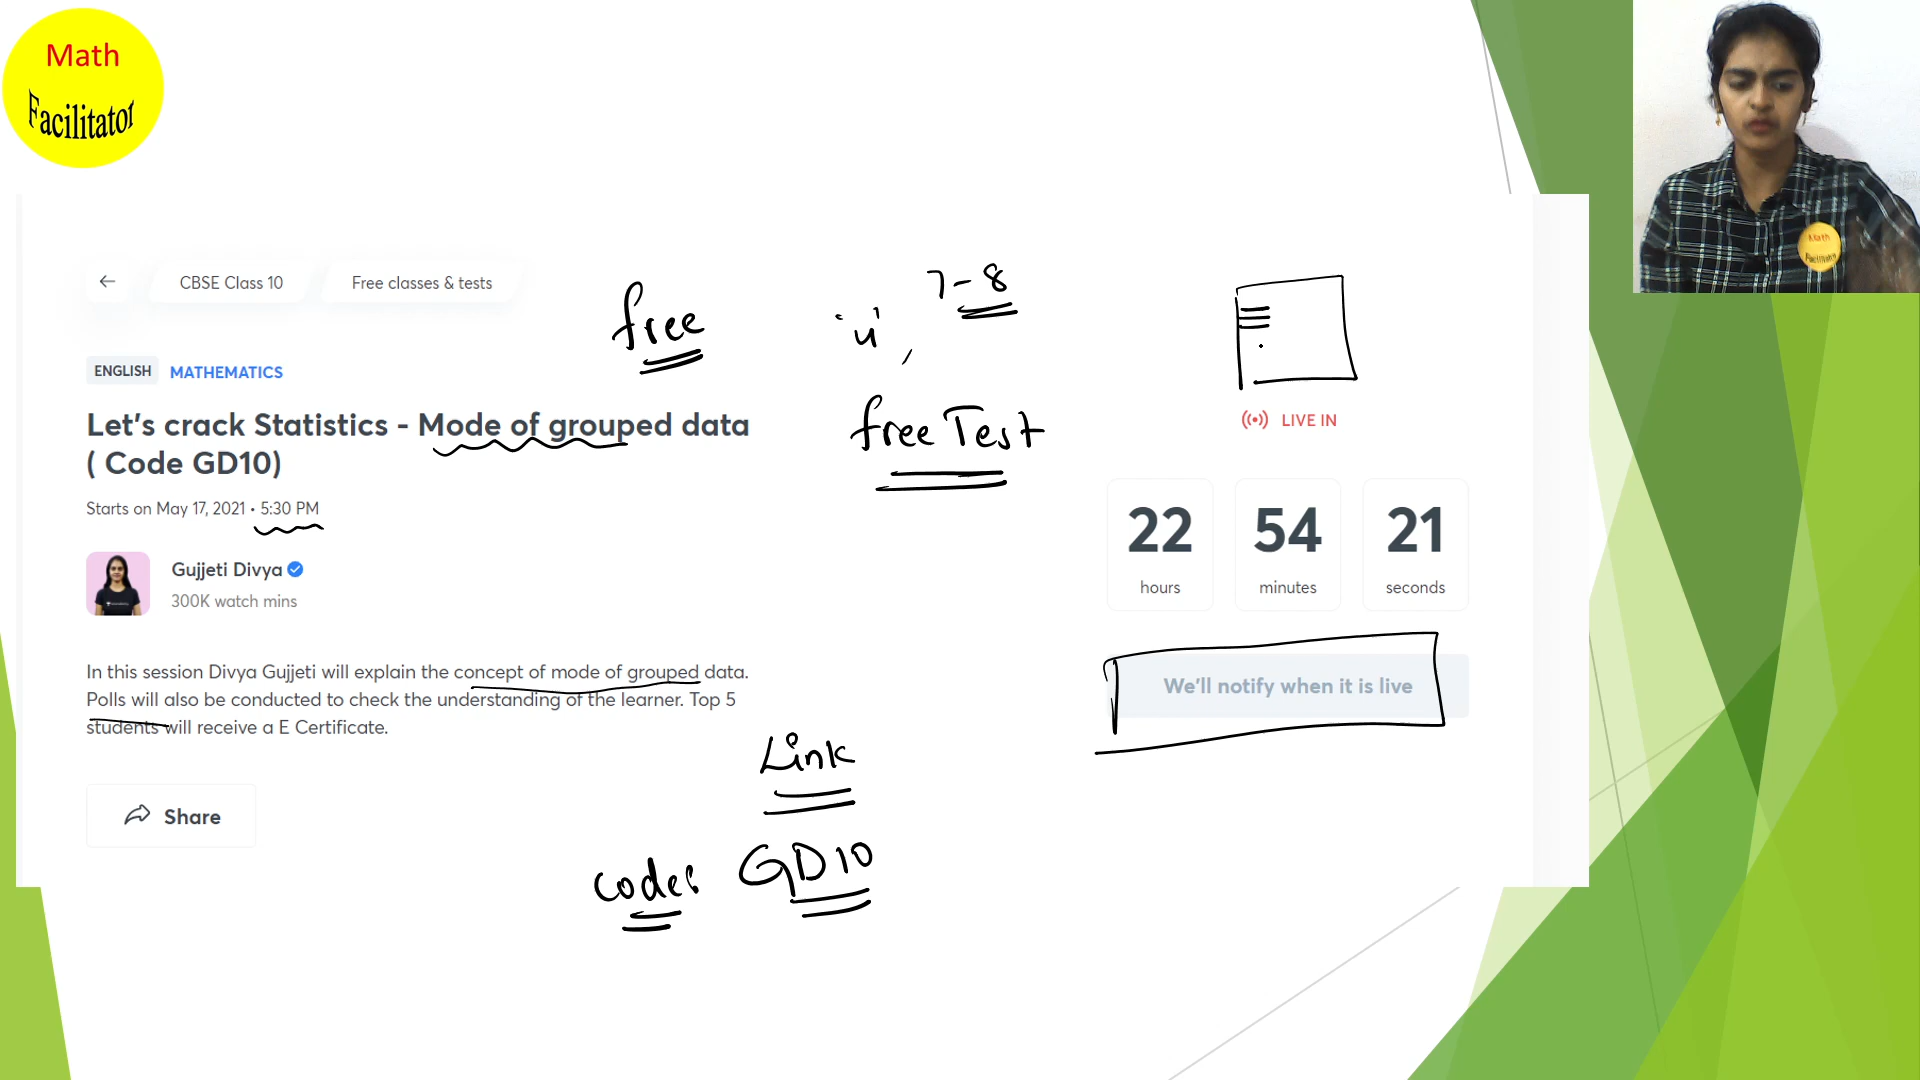 Math
Facilitator
CBSE Class 10
Free classes & tests
free
'u',
7-8
ENGLISH MATHEMATICS
Let's crack Statistics - Mode of grouped data
( Code GD10)
free Test
LIVE IN
Starts on May 17, 2021 • 5:30 PM
22 54 21
hours minutes seconds
Gujjeti Divya
300K watch mins
In this session Divya Gujjeti will explain the concept of mode of grouped data.
Polls will also be conducted to check the understanding of the learner. Top 5
students will receive a E Certificate.
We'll notify when it is live
Link
Share
Code: GD10
Math
Facilitator